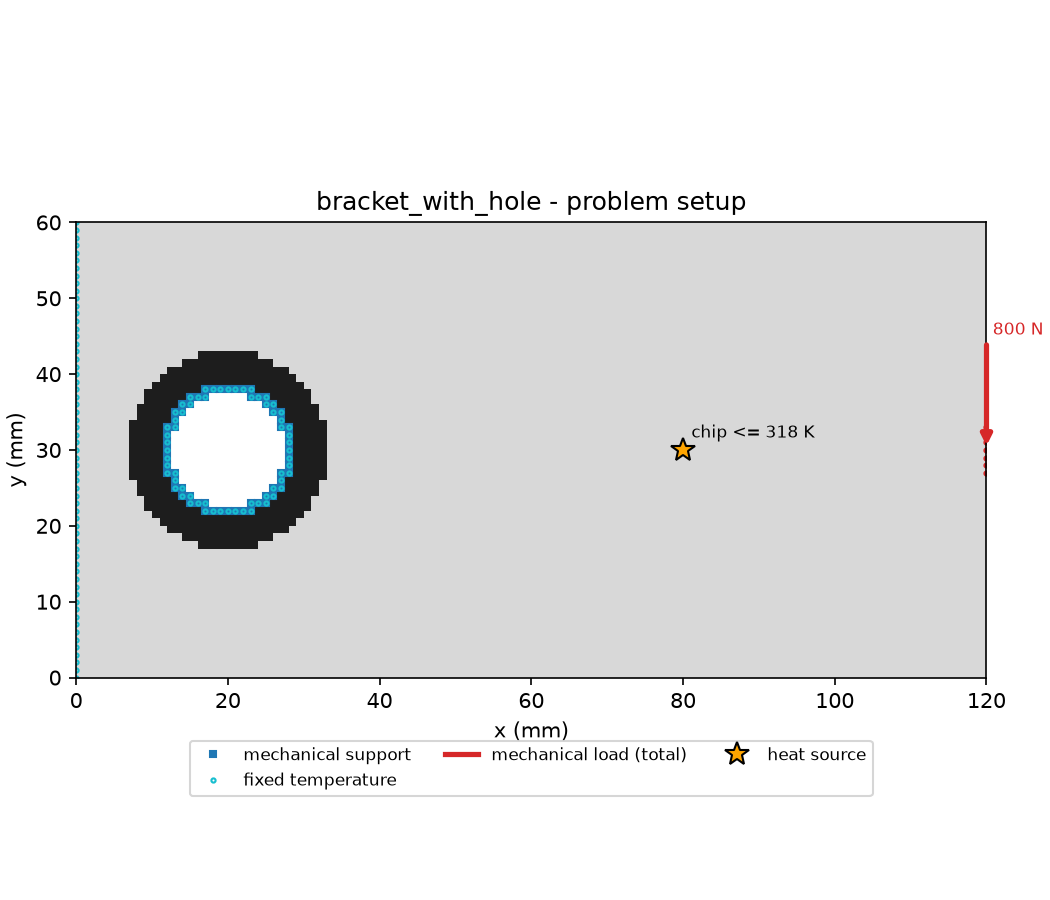 bracket_with_hole - problem setup
60
50
40
30
20
10
0
y (mm)
800 N
chip <= 318 K
0 20 40 60 80 100 120
x (mm)
mechanical support mechanical load (total) heat source
fixed temperature